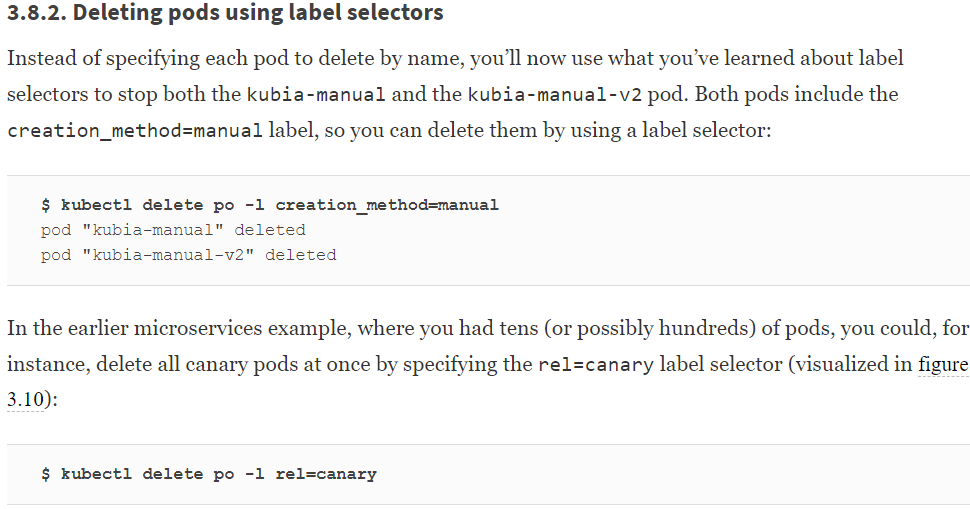 3.8.2. Deleting pods using label selectors
Instead of specifying each pod to delete by name, you’ll now use what you’ve learned about label
selectors to stop both the kubia-manual and the kubia-manual-v2 pod. Both pods include the
creation_method=manual label, so you can delete them by using a label selector:
$ kubectl delete po -l creation_method=manual
pod "kubia-manual" deleted
pod "kubia-manual-v2" deleted
In the earlier microservices example, where you had tens (or possibly hundreds) of pods, you could, for
instance, delete all canary pods at once by specifying the rel=canary label selector (visualized in figure
3.10):
$ kubectl delete po -l rel=canary